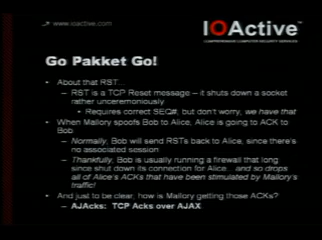 www.ioactive.com
IOActive™
COMPREHENSIVE COMPUTER SECURITY SERVICES
Go Pakket Go!
• About that RST...
– RST is a TCP Reset message – it shuts down a socket
rather unceremoniously
• Requires correct SEQ#, but don't worry, we have that
• When Mallory spoofs Bob to Alice, Alice is going to ACK to
Bob
– Normally, Bob will send RSTs back to Alice, since there's
no associated session
– Thankfully, Bob is usually running a firewall that long
since shut down its connection for Alice ...and so drops
all of Alice's ACKs that have been stimulated by Mallory's
traffic!
• And just to be clear, how is Mallory getting those ACKs?
– AJAcks: TCP Acks over AJAX